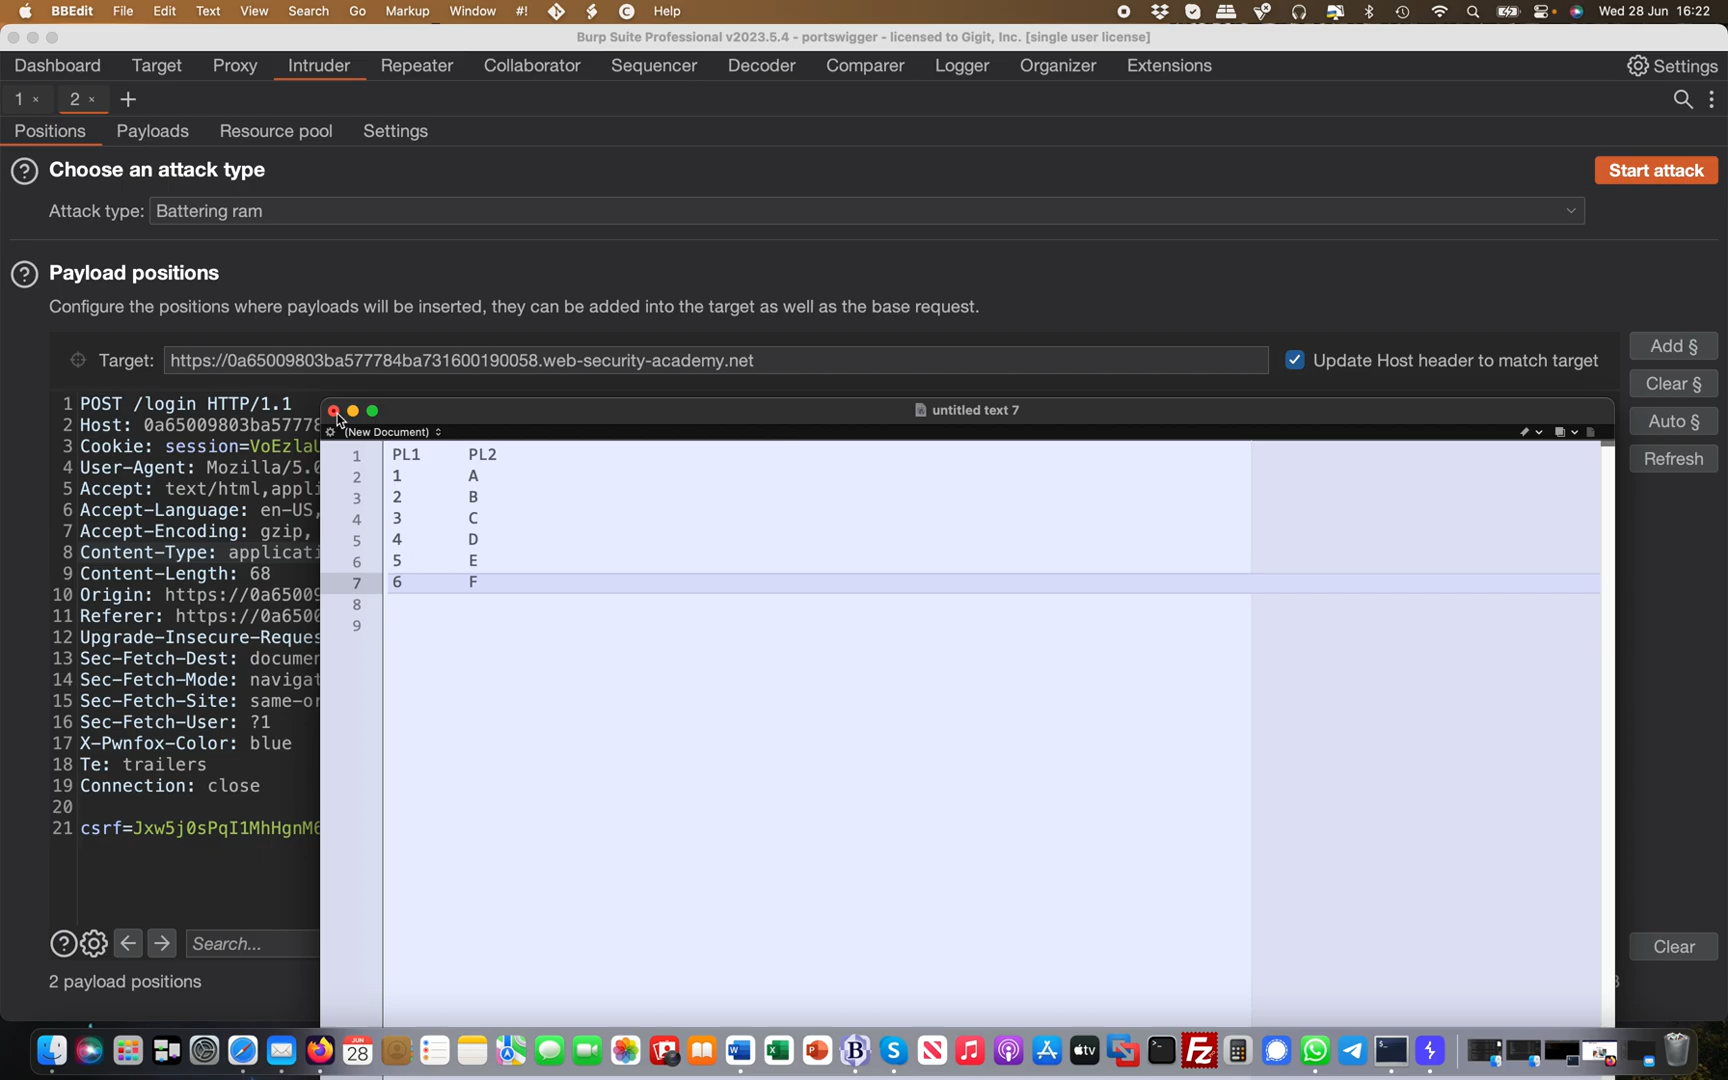 BBEdit File Edit Text View Search Go Markup Window #! Help Wed 28 Jun 16:22
Burp Suite Professional v2023.5.4 - portswigger - licensed to Gigit, Inc. [single user license]
Dashboard Target Proxy Intruder Repeater Collaborator Sequencer Decoder Comparer Logger Organizer Extensions Settings
1 × 2 × +
Positions Payloads Resource pool Settings
? Choose an attack type Start attack
Attack type: Battering ram
? Payload positions
Configure the positions where payloads will be inserted, they can be added into the target as well as the base request.
Target: https://0a65009803ba577784ba731600190058.web-security-academy.net Update Host header to match target
Add §
Clear §
Auto §
Refresh
1 POST /login HTTP/1.1
2 Host: 0a65009803ba57778
3 Cookie: session=VoEzlaU
4 User-Agent: Mozilla/5.0
5 Accept: text/html,appli
6 Accept-Language: en-US,
7 Accept-Encoding: gzip,
8 Content-Type: applicati
9 Content-Length: 68
10 Origin: https://0a65009
11 Referer: https://0a6500
12 Upgrade-Insecure-Reques
13 Sec-Fetch-Dest: documen
14 Sec-Fetch-Mode: navigat
15 Sec-Fetch-Site: same-or
16 Sec-Fetch-User: ?1
17 X-Pwnfox-Color: blue
18 Te: trailers
19 Connection: close
20
21 csrf=Jxw5j0sPqI1MhHgnM6
untitled text 7
(New Document)
1 PL1 PL2
2 1 A
3 2 B
4 3 C
5 4 D
6 5 E
7 6 F
8
9
? Search... Clear
2 payload positions
JUN
28